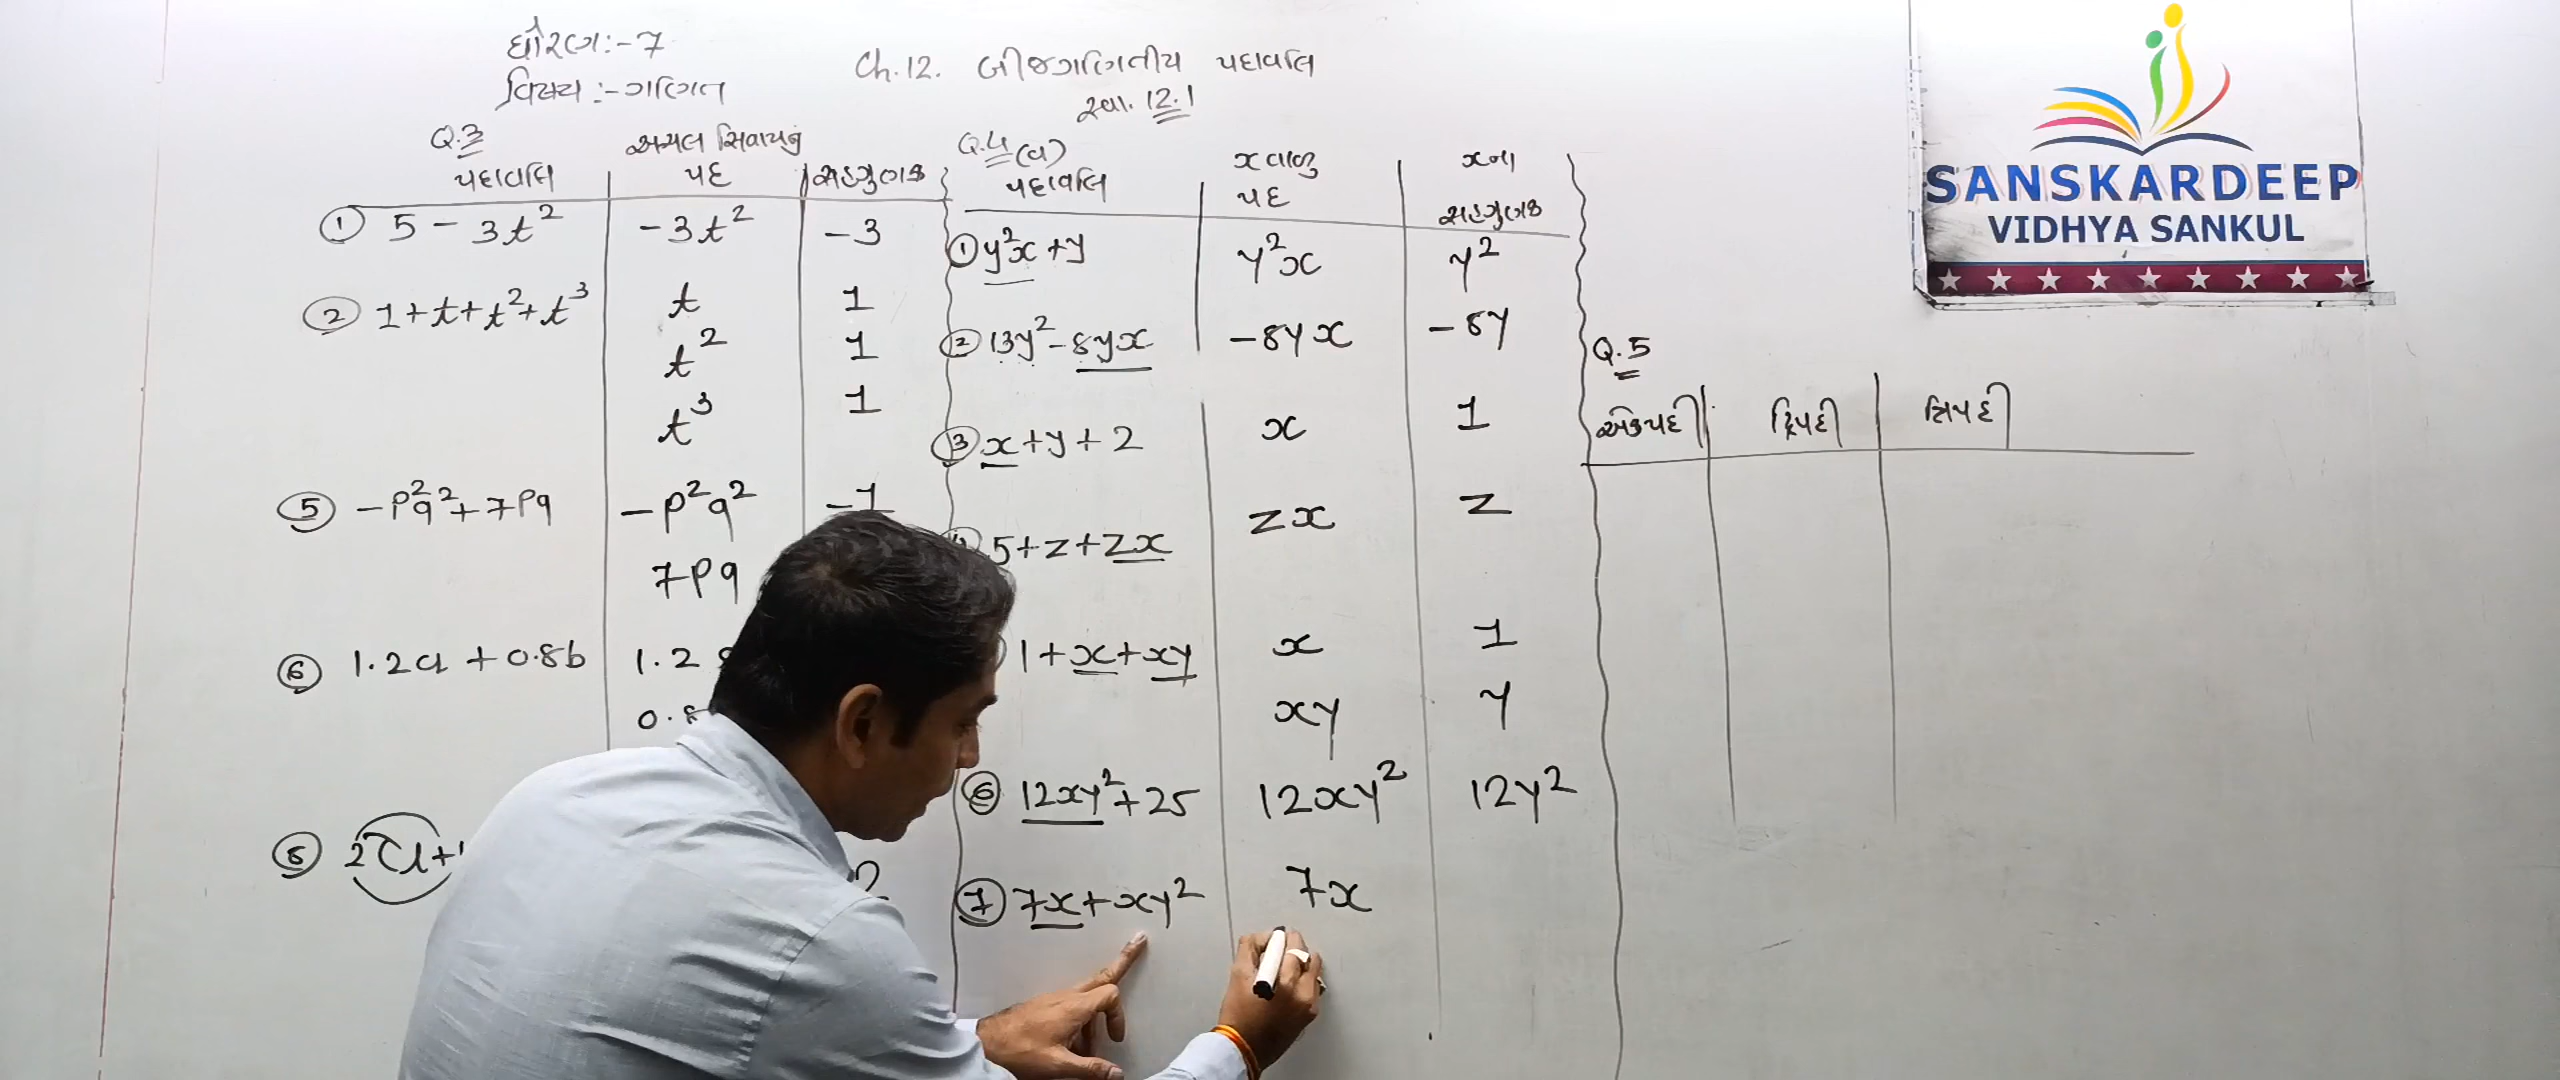 ધોરણ:-7
વિષય:-ગણિત
Ch.12. બીજગણિતીય પદાવલિ
સ્વા. 12.1
Q.3
પદાવલિ
અચલ સિવાયનું
પદ
સહગુણક
① 5 - 3t²
-3t²
-3
② 1+t+t²+t³
t
1
t²
1
t³
1
⑤ -p²q²+7pq
-p²q²
-1
7pq
⑥ 1.2a + 0.8b
1.2
0.8
⑧
2
Q.4 (a)
પદાવલિ
x વાળુ
પદ
xના
સહગુણક
① y²x+y
y²x
y²
② 13y²-8yx
-8yx
-8y
③ x+y+2
x
1
5+z+zx
zx
z
1+x+xy
x
1
xy
y
⑥ 12xy²+25
12xy²
12y²
⑦ 7x+xy²
7x
Q.5
એકપદી
દ્વિપદી
ત્રિપદી
SANSKARDEEP
VIDHYA SANKUL